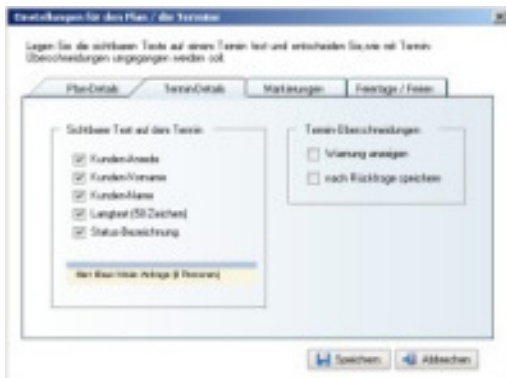 Einstellungen für den Plan / die Termine
Legen Sie die sichtbaren Texte auf einem Termin fest und entscheiden Sie, wie mit Termin-
Überschneidungen umgegangen werden soll.
Plan-Details
Termin-Details
Markierungen
Feiertage / Ferien
Sichtbarer Text auf dem Termin
Kunden-Anrede
Kunden-Vorname
Kunden-Name
Langtext (50 Zeichen)
Status-Bezeichnung
Termin-Überschneidungen
Warnung anzeigen
nach Rückfrage speichern
Speichern
Abbrechen